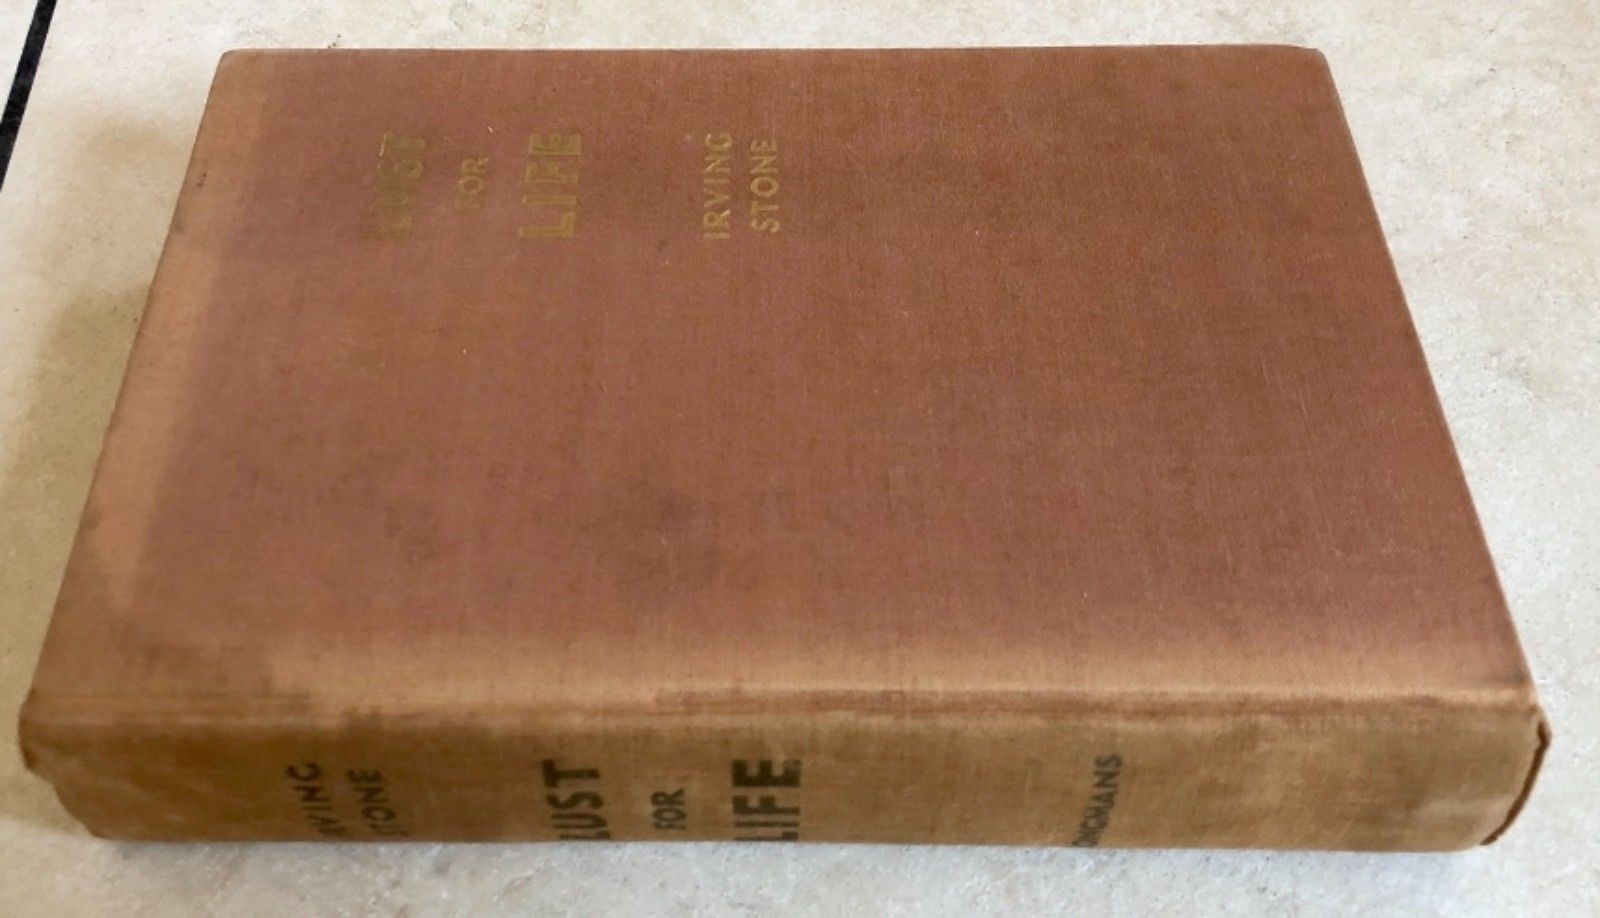 LUST
FOR
LIFE
IRVING
STONE
IRVING
STONE
LUST
FOR
LIFE
LONGMANS